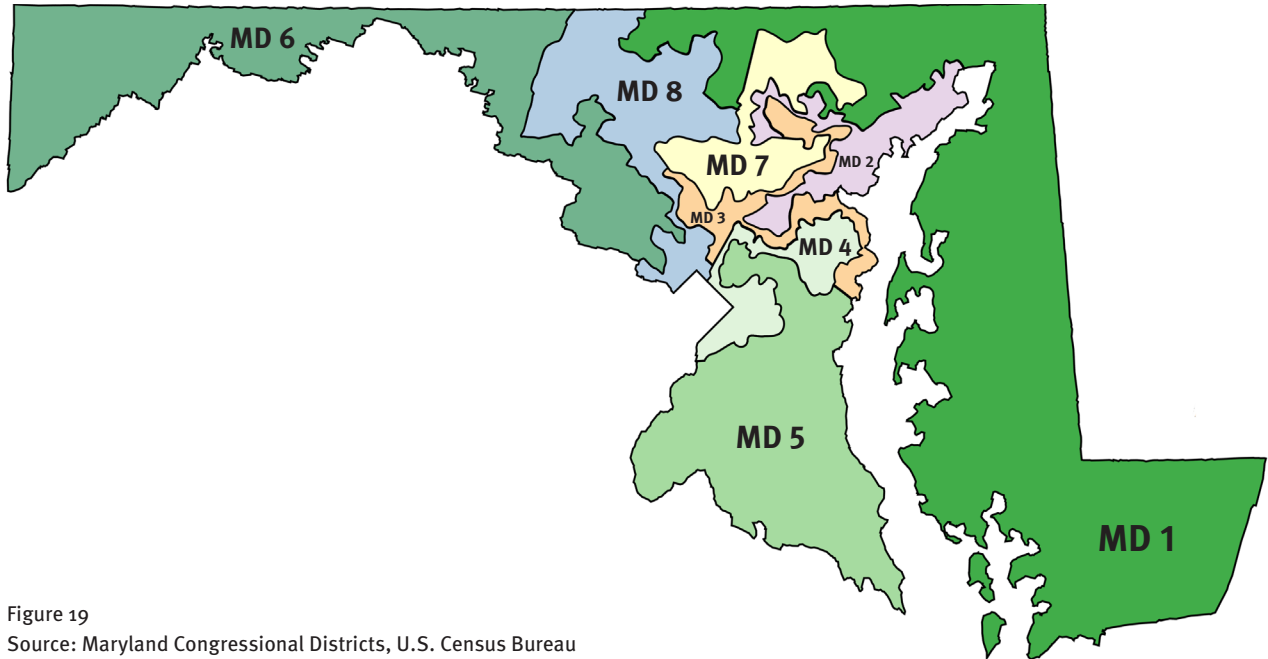 MD 6
MD 8
MD 7
MD 2
MD 3
MD 4
MD 5
MD 1
Figure 19
Source: Maryland Congressional Districts, U.S. Census Bureau